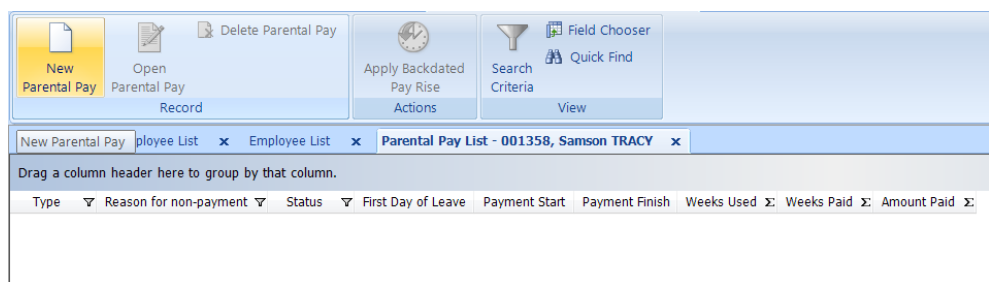 New
Parental Pay
Open
Parental Pay
Delete Parental Pay
Record
Apply Backdated
Pay Rise
Actions
Search
Criteria
Field Chooser
Quick Find
View
New Parental Pay ployee List x Employee List x Parental Pay List - 001358, Samson TRACY x
Drag a column header here to group by that column.
Type Reason for non-payment Status First Day of Leave Payment Start Payment Finish Weeks Used Σ Weeks Paid Σ Amount Paid Σ